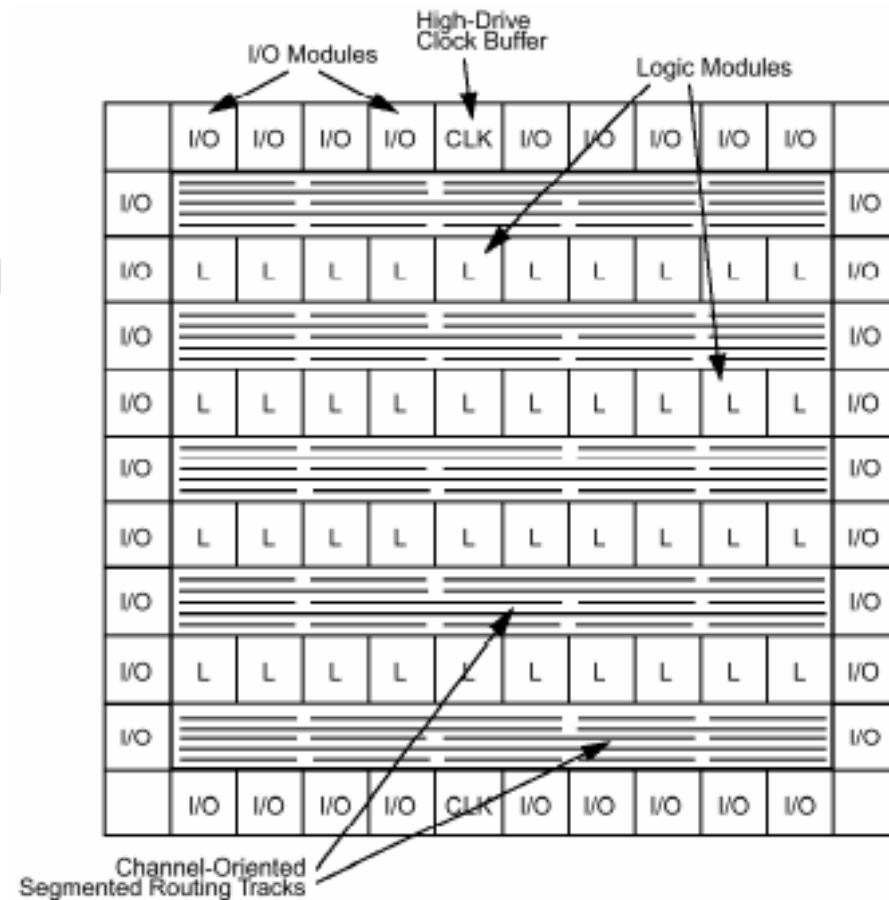 High-Drive
Clock Buffer
I/O Modules
Logic Modules
I/O I/O I/O I/O CLK I/O I/O I/O I/O I/O
I/O I/O
I/O L L L L L L L L L L I/O
I/O I/O
I/O L L L L L L L L L L I/O
I/O I/O
I/O L L L L L L L L L L I/O
I/O I/O
I/O L L L L L L L L L L I/O
I/O I/O
I/O I/O I/O I/O CLK I/O I/O I/O I/O I/O
Channel-Oriented
Segmented Routing Tracks